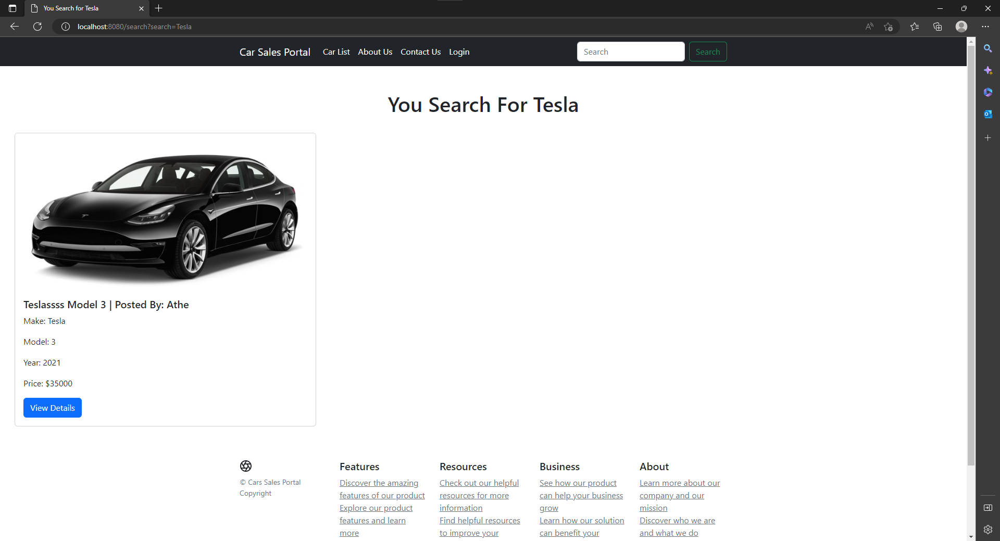 You Search for Tesla
localhost:8080/search?search=Tesla
Car Sales Portal Car List About Us Contact Us Login Search Search
You Search For Tesla
Teslassss Model 3 | Posted By: Athe
Make: Tesla
Model: 3
Year: 2021
Price: $35000
View Details
© Cars Sales Portal
Copyright
Features
Discover the amazing
features of our product
Explore our product
features and learn
more
Resources
Check out our helpful
resources for more
information
Find helpful resources
to improve your
Business
See how our product
can help your business
grow
Learn how our solution
can benefit your
About
Learn more about our
company and our
mission
Discover who we are
and what we do